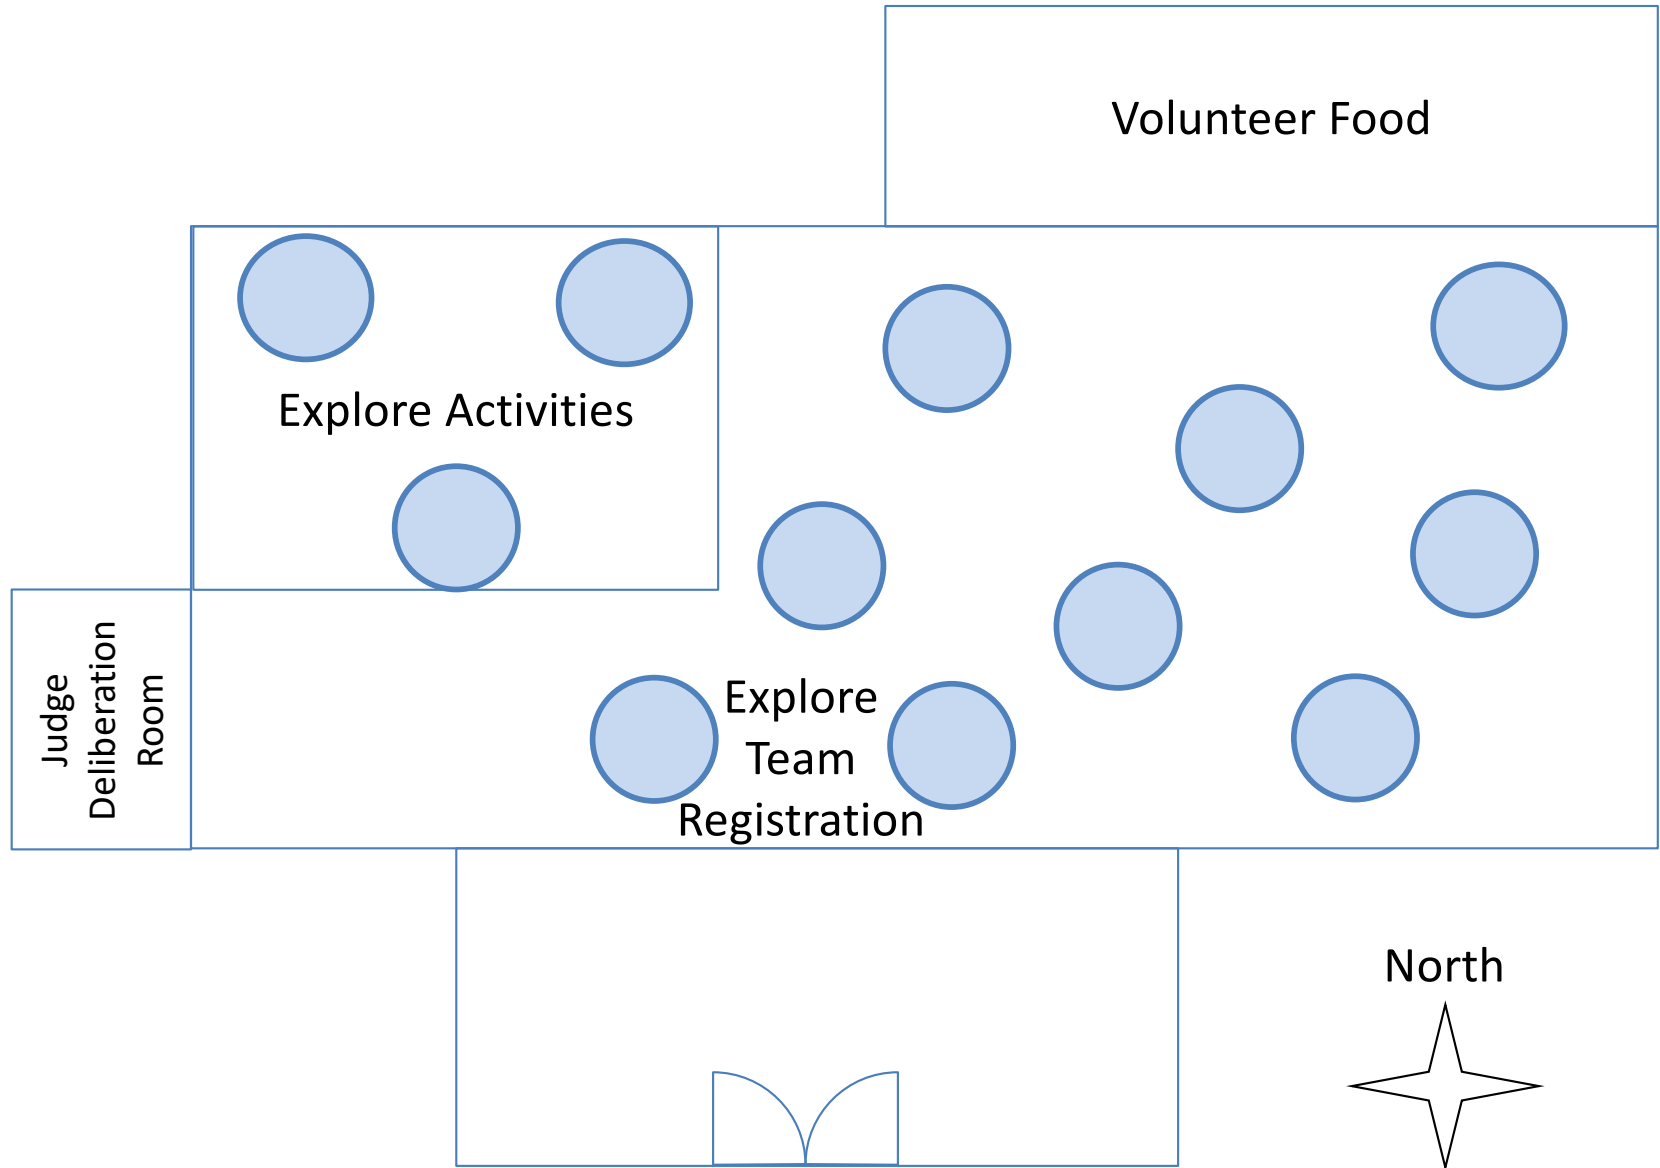 Volunteer Food
Explore Activities
Judge
Deliberation
Room
Explore
Team
Registration
North